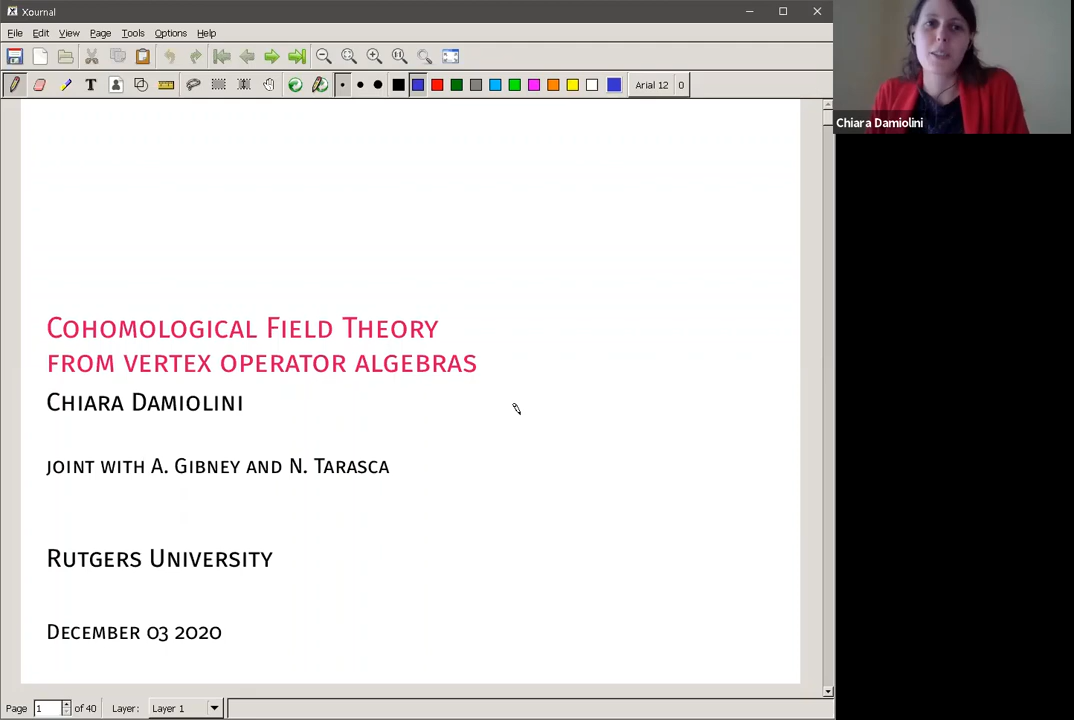 Xournal
File Edit View Page Tools Options Help
T Arial 12 0
Chiara Damiolini
Cohomological Field Theory
from vertex operator algebras
Chiara Damiolini
joint with A. Gibney and N. Tarasca
Rutgers University
December 03 2020
Page 1 of 40 Layer: Layer 1